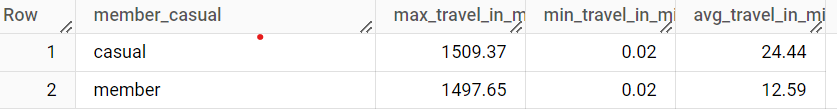 Row member_casual max_travel_in_mi min_travel_in_mi avg_travel_in_mi
1 casual 1509.37 0.02 24.44
2 member 1497.65 0.02 12.59